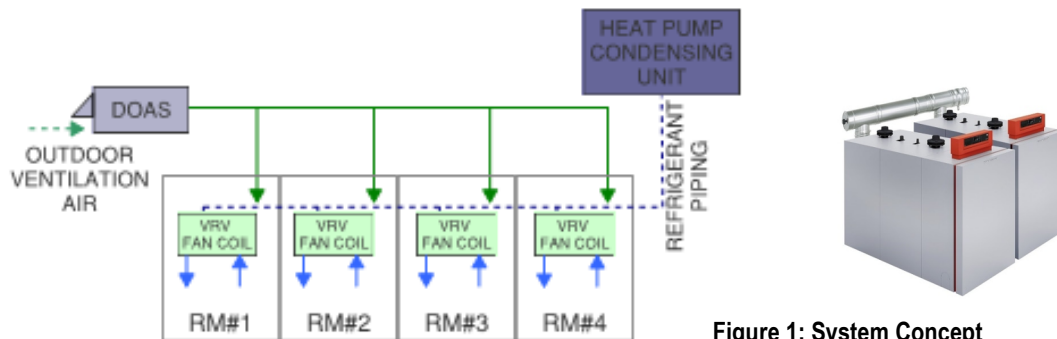 HEAT PUMP
CONDENSING
UNIT
DOAS
OUTDOOR
VENTILATION
AIR
REFRIGERANT
PIPING
VRV
FAN COIL
VRV
FAN COIL
VRV
FAN COIL
VRV
FAN COIL
RM#1
RM#2
RM#3
RM#4
Figure 1: System Concept